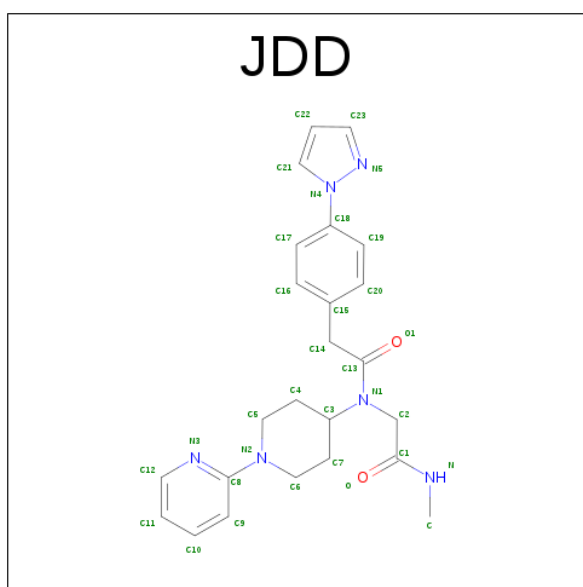 JDD
C22 C23
C21 N5
N N4
C18
C17 C19
C16 C20
C15
O1
C14 O
C13
C4 N1
N
C5 C3 C2
N3 N2 C7 C1 N
C12 N N C8 O NH
C6 O
C11 C9 C
C10